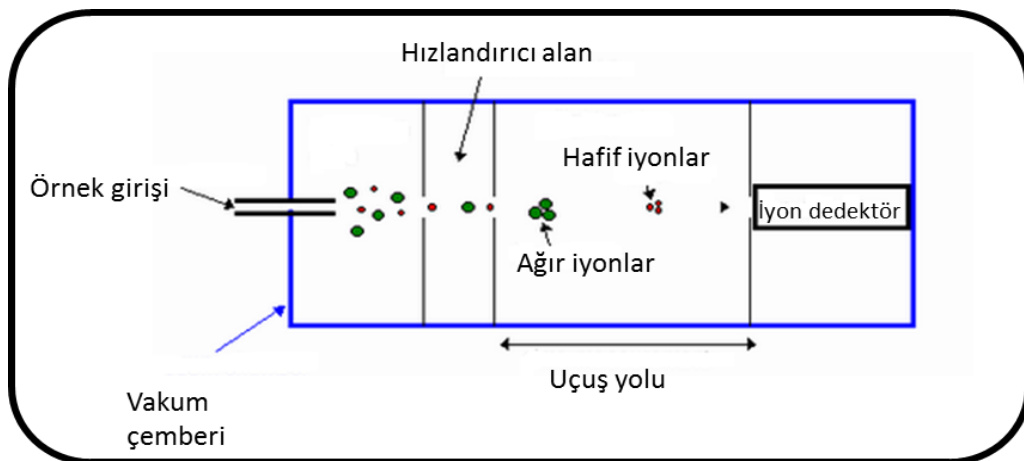 Hızlandırıcı alan
Hafif iyonlar
Örnek girişi
İyon dedektör
Ağır iyonlar
Uçuş yolu
Vakum
çemberi